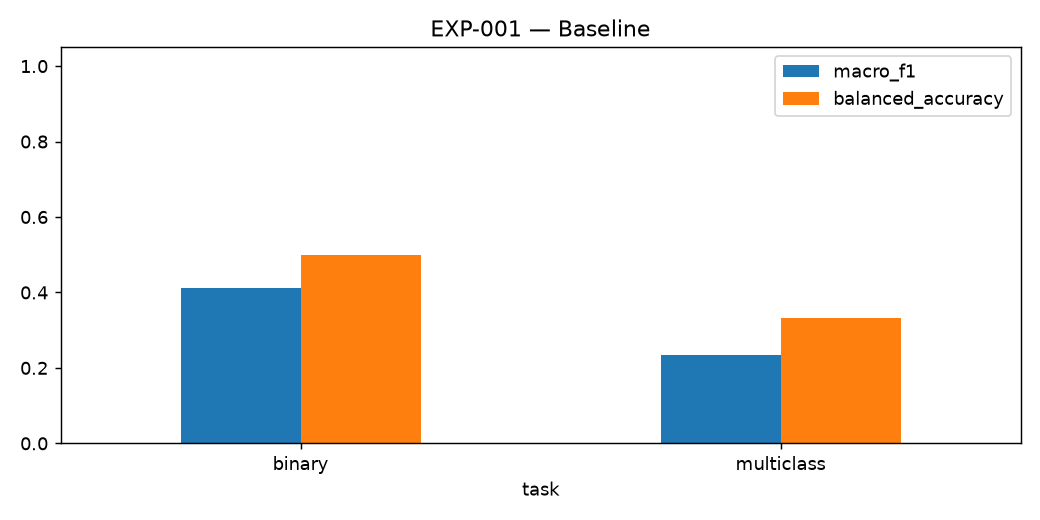 EXP-001 — Baseline
macro_f1
balanced_accuracy
1.0
0.8
0.6
0.4
0.2
0.0
binary
multiclass
task